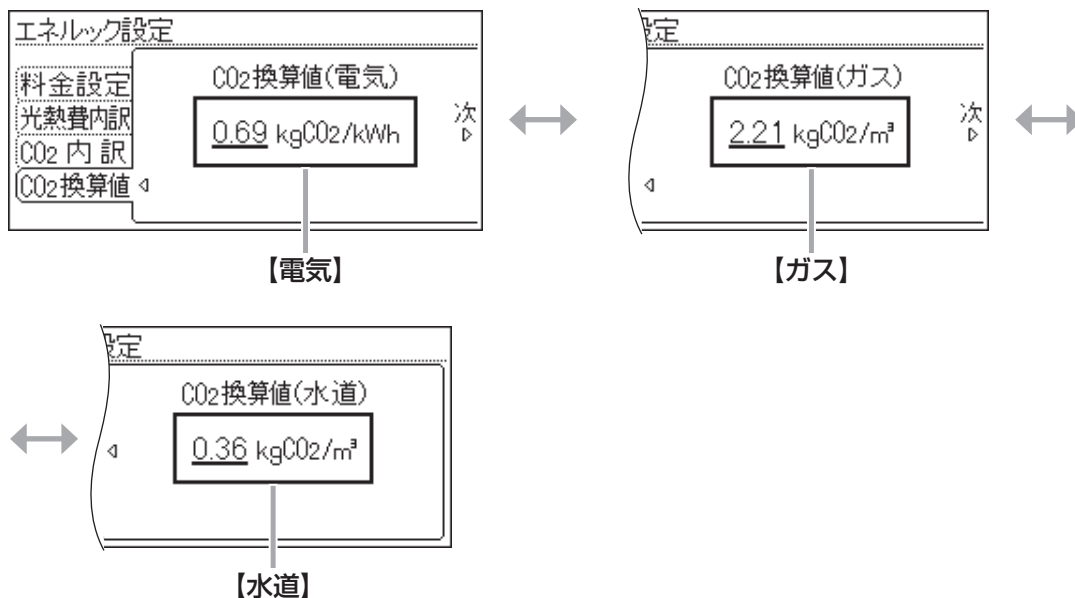 エネルック設定
料金設定
光熱費内訳
CO2 内 訳
CO2換算値
CO2換算値(電気)
0.69 kgCO2/kWh
次
【電気】
設定
CO2換算値(ガス)
2.21 kgCO2/m³
次
【ガス】
設定
CO2換算値(水道)
0.36 kgCO2/m³
【水道】